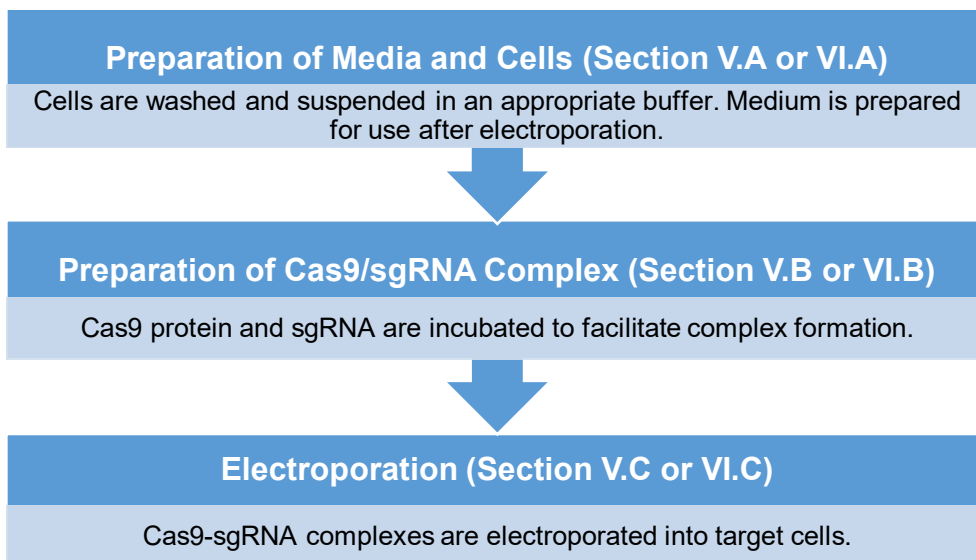 Preparation of Media and Cells (Section V.A or VI.A)
Cells are washed and suspended in an appropriate buffer. Medium is prepared
for use after electroporation.
Preparation of Cas9/sgRNA Complex (Section V.B or VI.B)
Cas9 protein and sgRNA are incubated to facilitate complex formation.
Electroporation (Section V.C or VI.C)
Cas9-sgRNA complexes are electroporated into target cells.